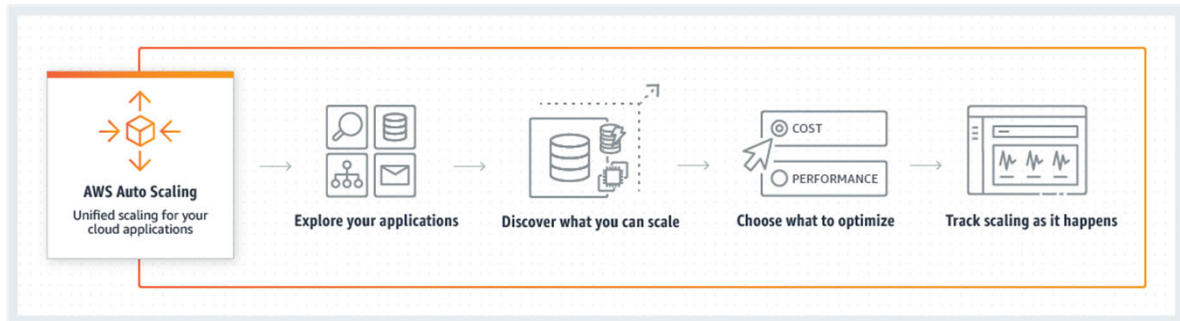 AWS Auto Scaling
Unified scaling for your
cloud applications
Explore your applications
Discover what you can scale
COST
PERFORMANCE
Choose what to optimize
Track scaling as it happens